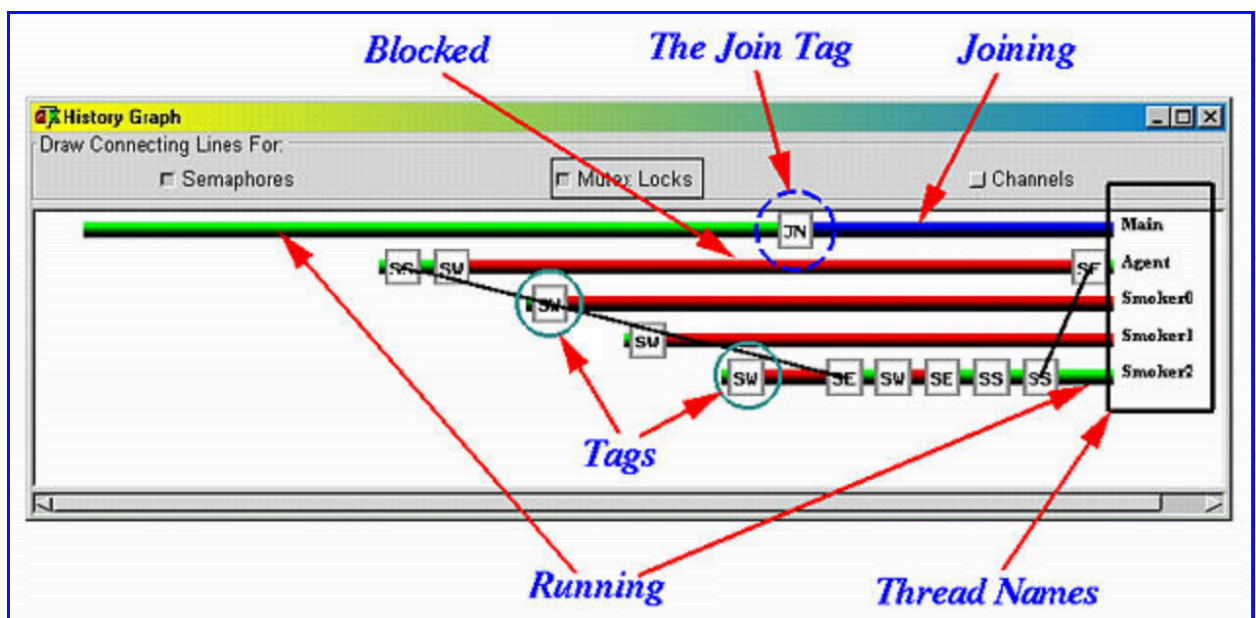 Blocked
The Join Tag
Joining
History Graph
Draw Connecting Lines For:
Semaphores
Mutex Locks
Channels
JN
Main
SS
SW
SE
Agent
SW
Smoker0
SW
Smoker1
SW
SE
SW
SE
SS
SS
Smoker2
Tags
Running
Thread Names